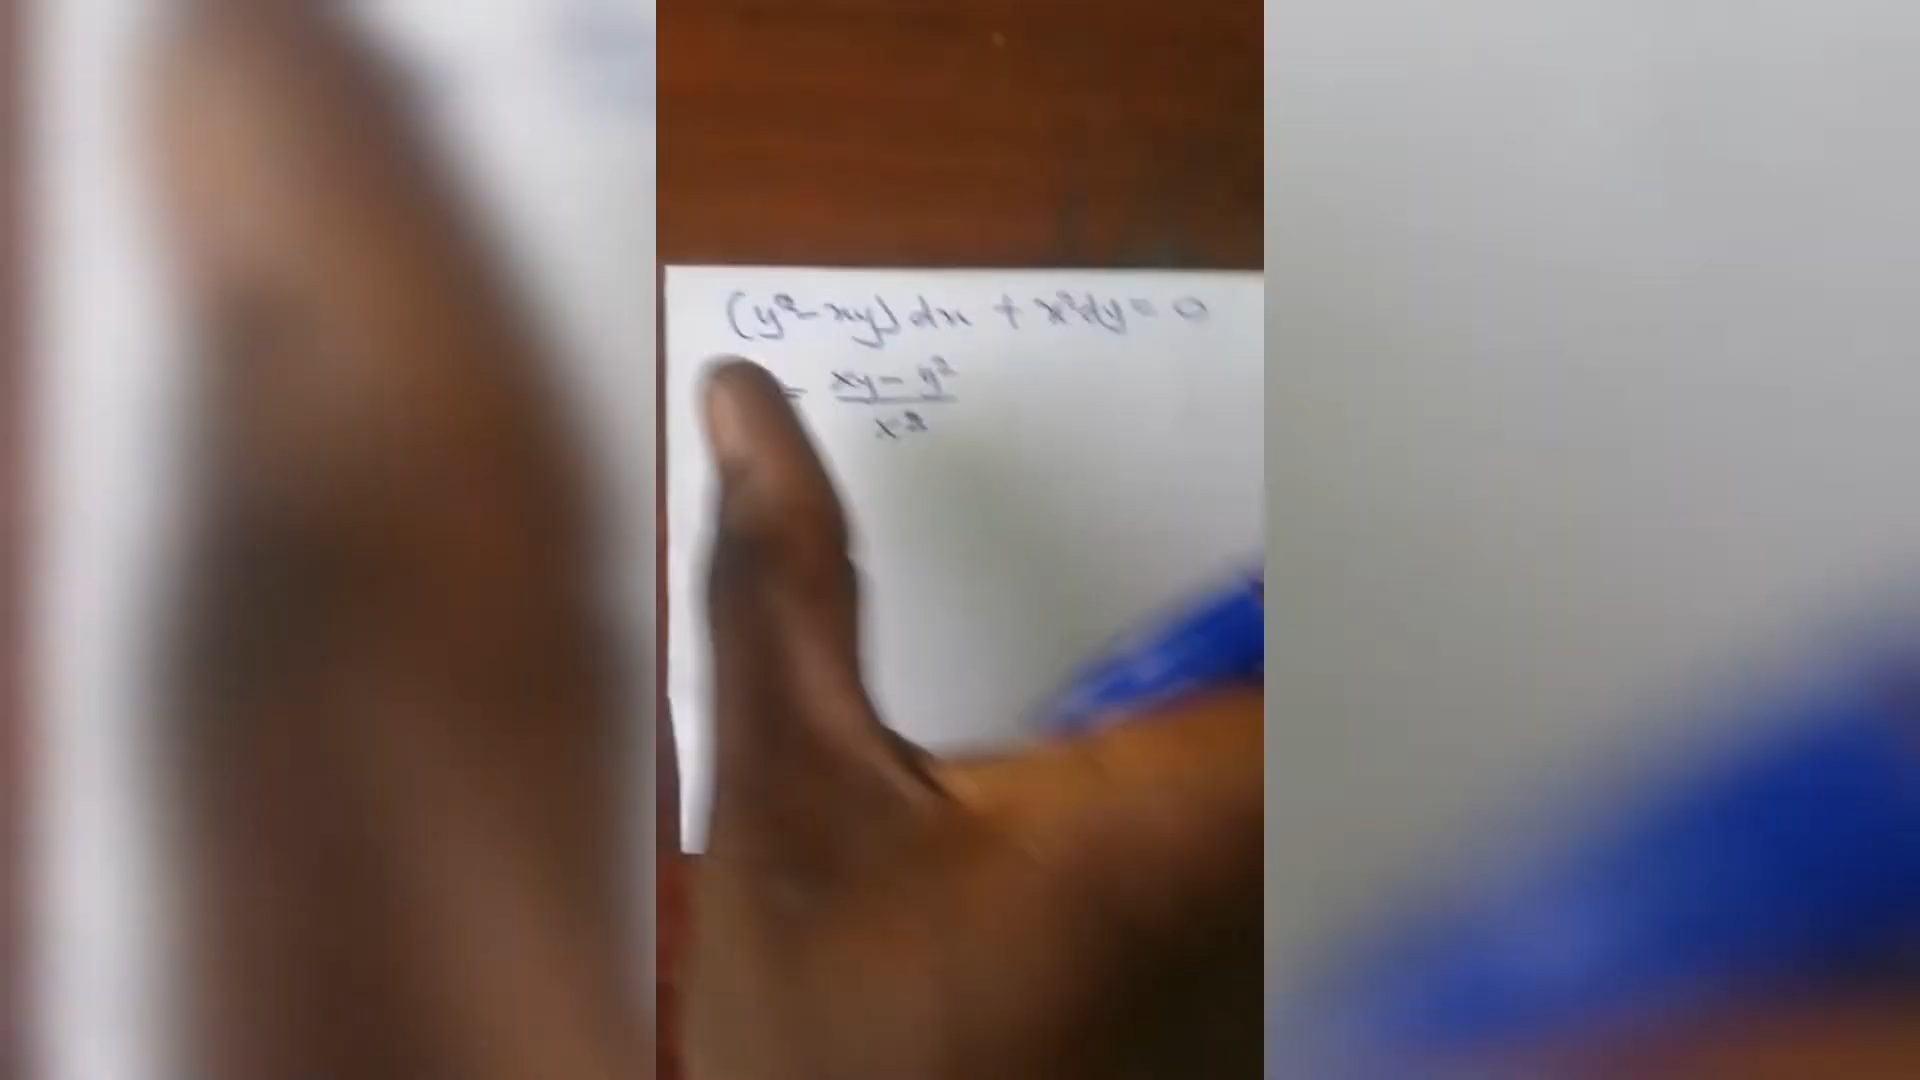 (y²-xy)dx + x²dy = 0
= xy - y² / x²